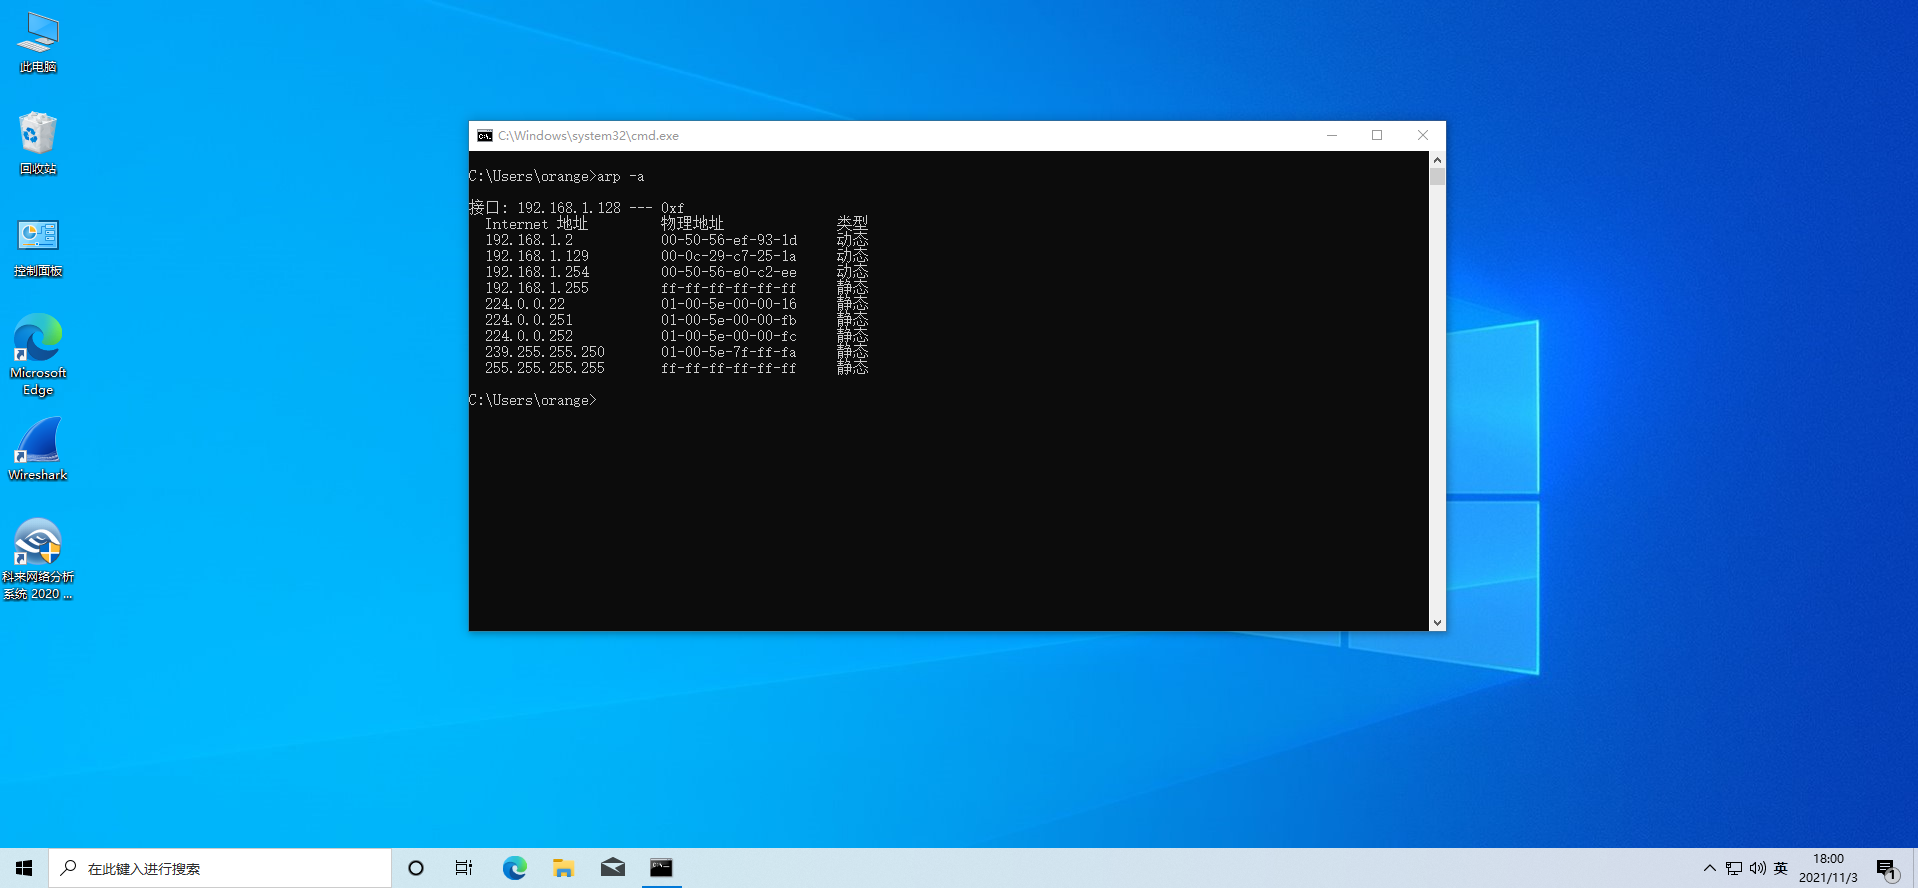 此电脑
回收站
控制面板
Microsoft
Edge
Wireshark
科来网络分析
系统 2020 ...
C:\Windows\system32\cmd.exe
C:\Users\orange>arp -a
接口: 192.168.1.128 --- 0xf
Internet 地址 物理地址 类型
192.168.1.2 00-50-56-ef-93-1d 动态
192.168.1.129 00-0c-29-c7-25-1a 动态
192.168.1.254 00-50-56-e0-c2-ee 动态
192.168.1.255 ff-ff-ff-ff-ff-ff 静态
224.0.0.22 01-00-5e-00-00-16 静态
224.0.0.251 01-00-5e-00-00-fb 静态
224.0.0.252 01-00-5e-00-00-fc 静态
239.255.255.250 01-00-5e-7f-ff-fa 静态
255.255.255.255 ff-ff-ff-ff-ff-ff 静态
C:\Users\orange>
在此键入进行搜索
英
18:00
2021/11/3
1